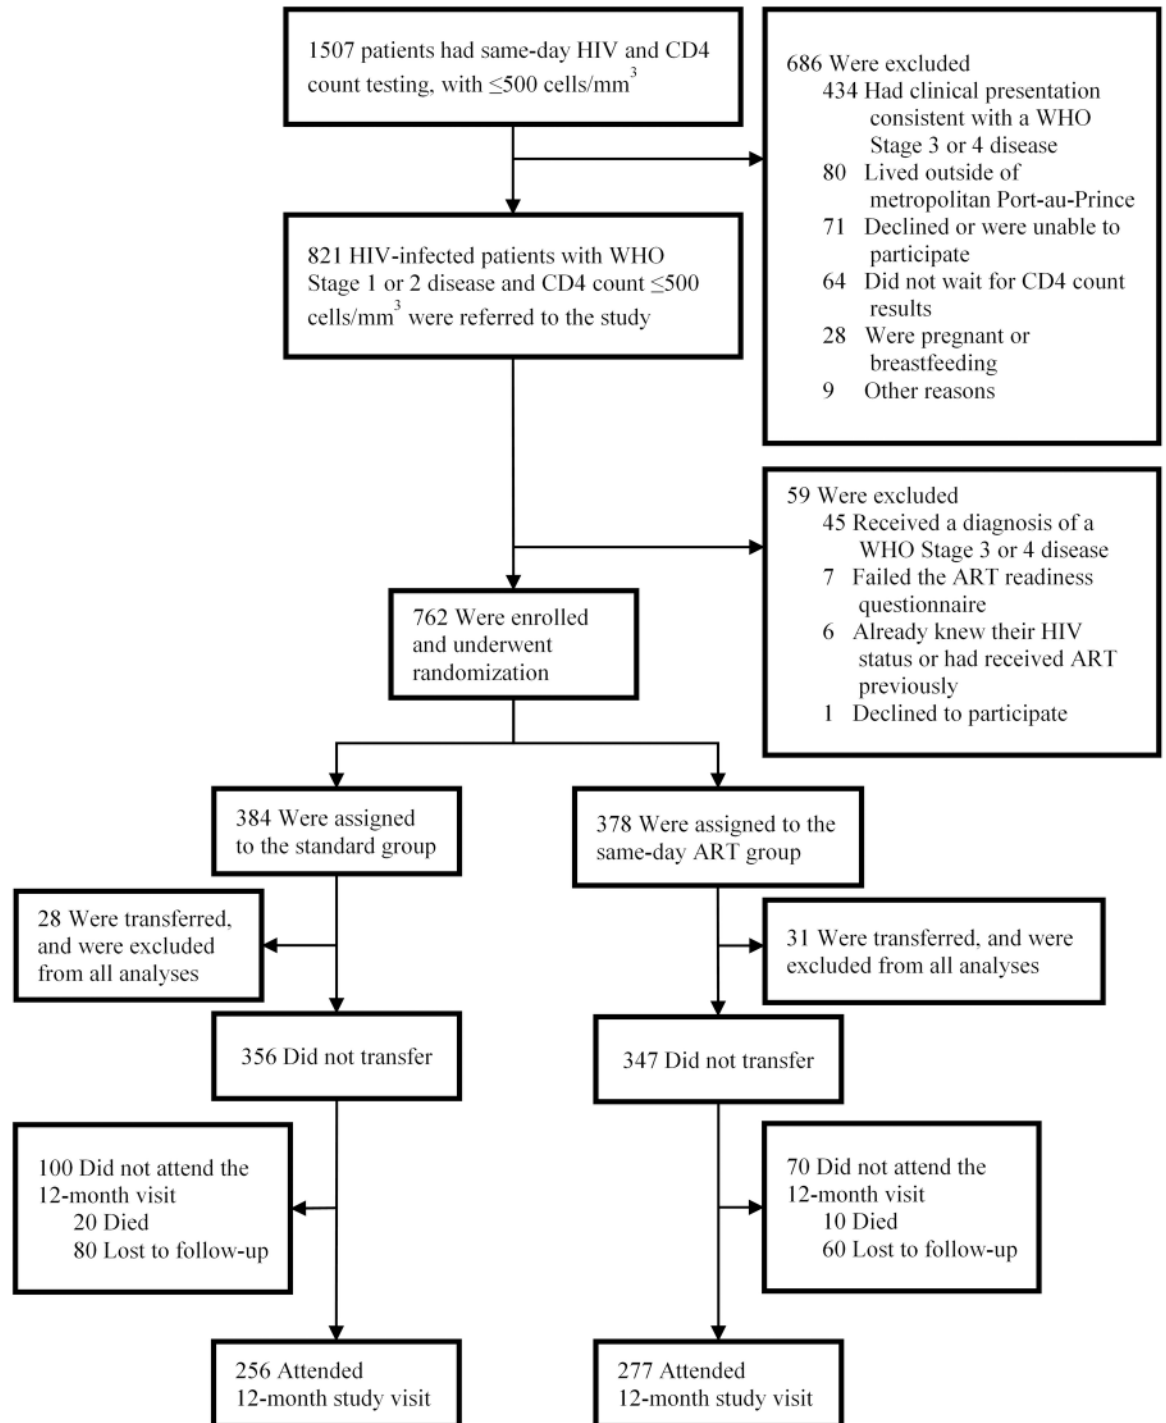 1507 patients had same-day HIV and CD4
count testing, with ≤500 cells/mm³
686 Were excluded
434 Had clinical presentation
consistent with a WHO
Stage 3 or 4 disease
80 Lived outside of
metropolitan Port-au-Prince
71 Declined or were unable to
participate
64 Did not wait for CD4 count
results
28 Were pregnant or
breastfeeding
9 Other reasons
821 HIV-infected patients with WHO
Stage 1 or 2 disease and CD4 count ≤500
cells/mm³ were referred to the study
59 Were excluded
45 Received a diagnosis of a
WHO Stage 3 or 4 disease
7 Failed the ART readiness
questionnaire
6 Already knew their HIV
status or had received ART
previously
1 Declined to participate
762 Were enrolled
and underwent
randomization
384 Were assigned
to the standard group
378 Were assigned to the
same-day ART group
28 Were transferred,
and were excluded
from all analyses
31 Were transferred, and were
excluded from all analyses
356 Did not transfer
347 Did not transfer
100 Did not attend the
12-month visit
20 Died
80 Lost to follow-up
70 Did not attend the
12-month visit
10 Died
60 Lost to follow-up
256 Attended
12-month study visit
277 Attended
12-month study visit